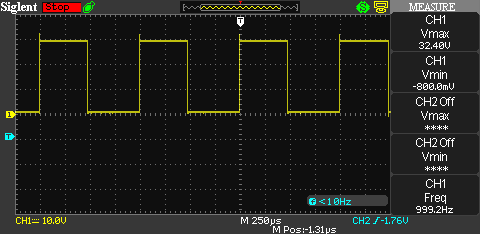 Siglent Stop T S MEASURE
CH1
Vmax
32.40V
CH1
Vmin
-800.0mV
CH2 Off
Vmax
****
CH2 Off
Vmin
****
CH1
Freq
999.2Hz
1
T
f <10Hz
CH1 10.0V M 250µs CH2 -1.76V
M Pos:-1.31µs